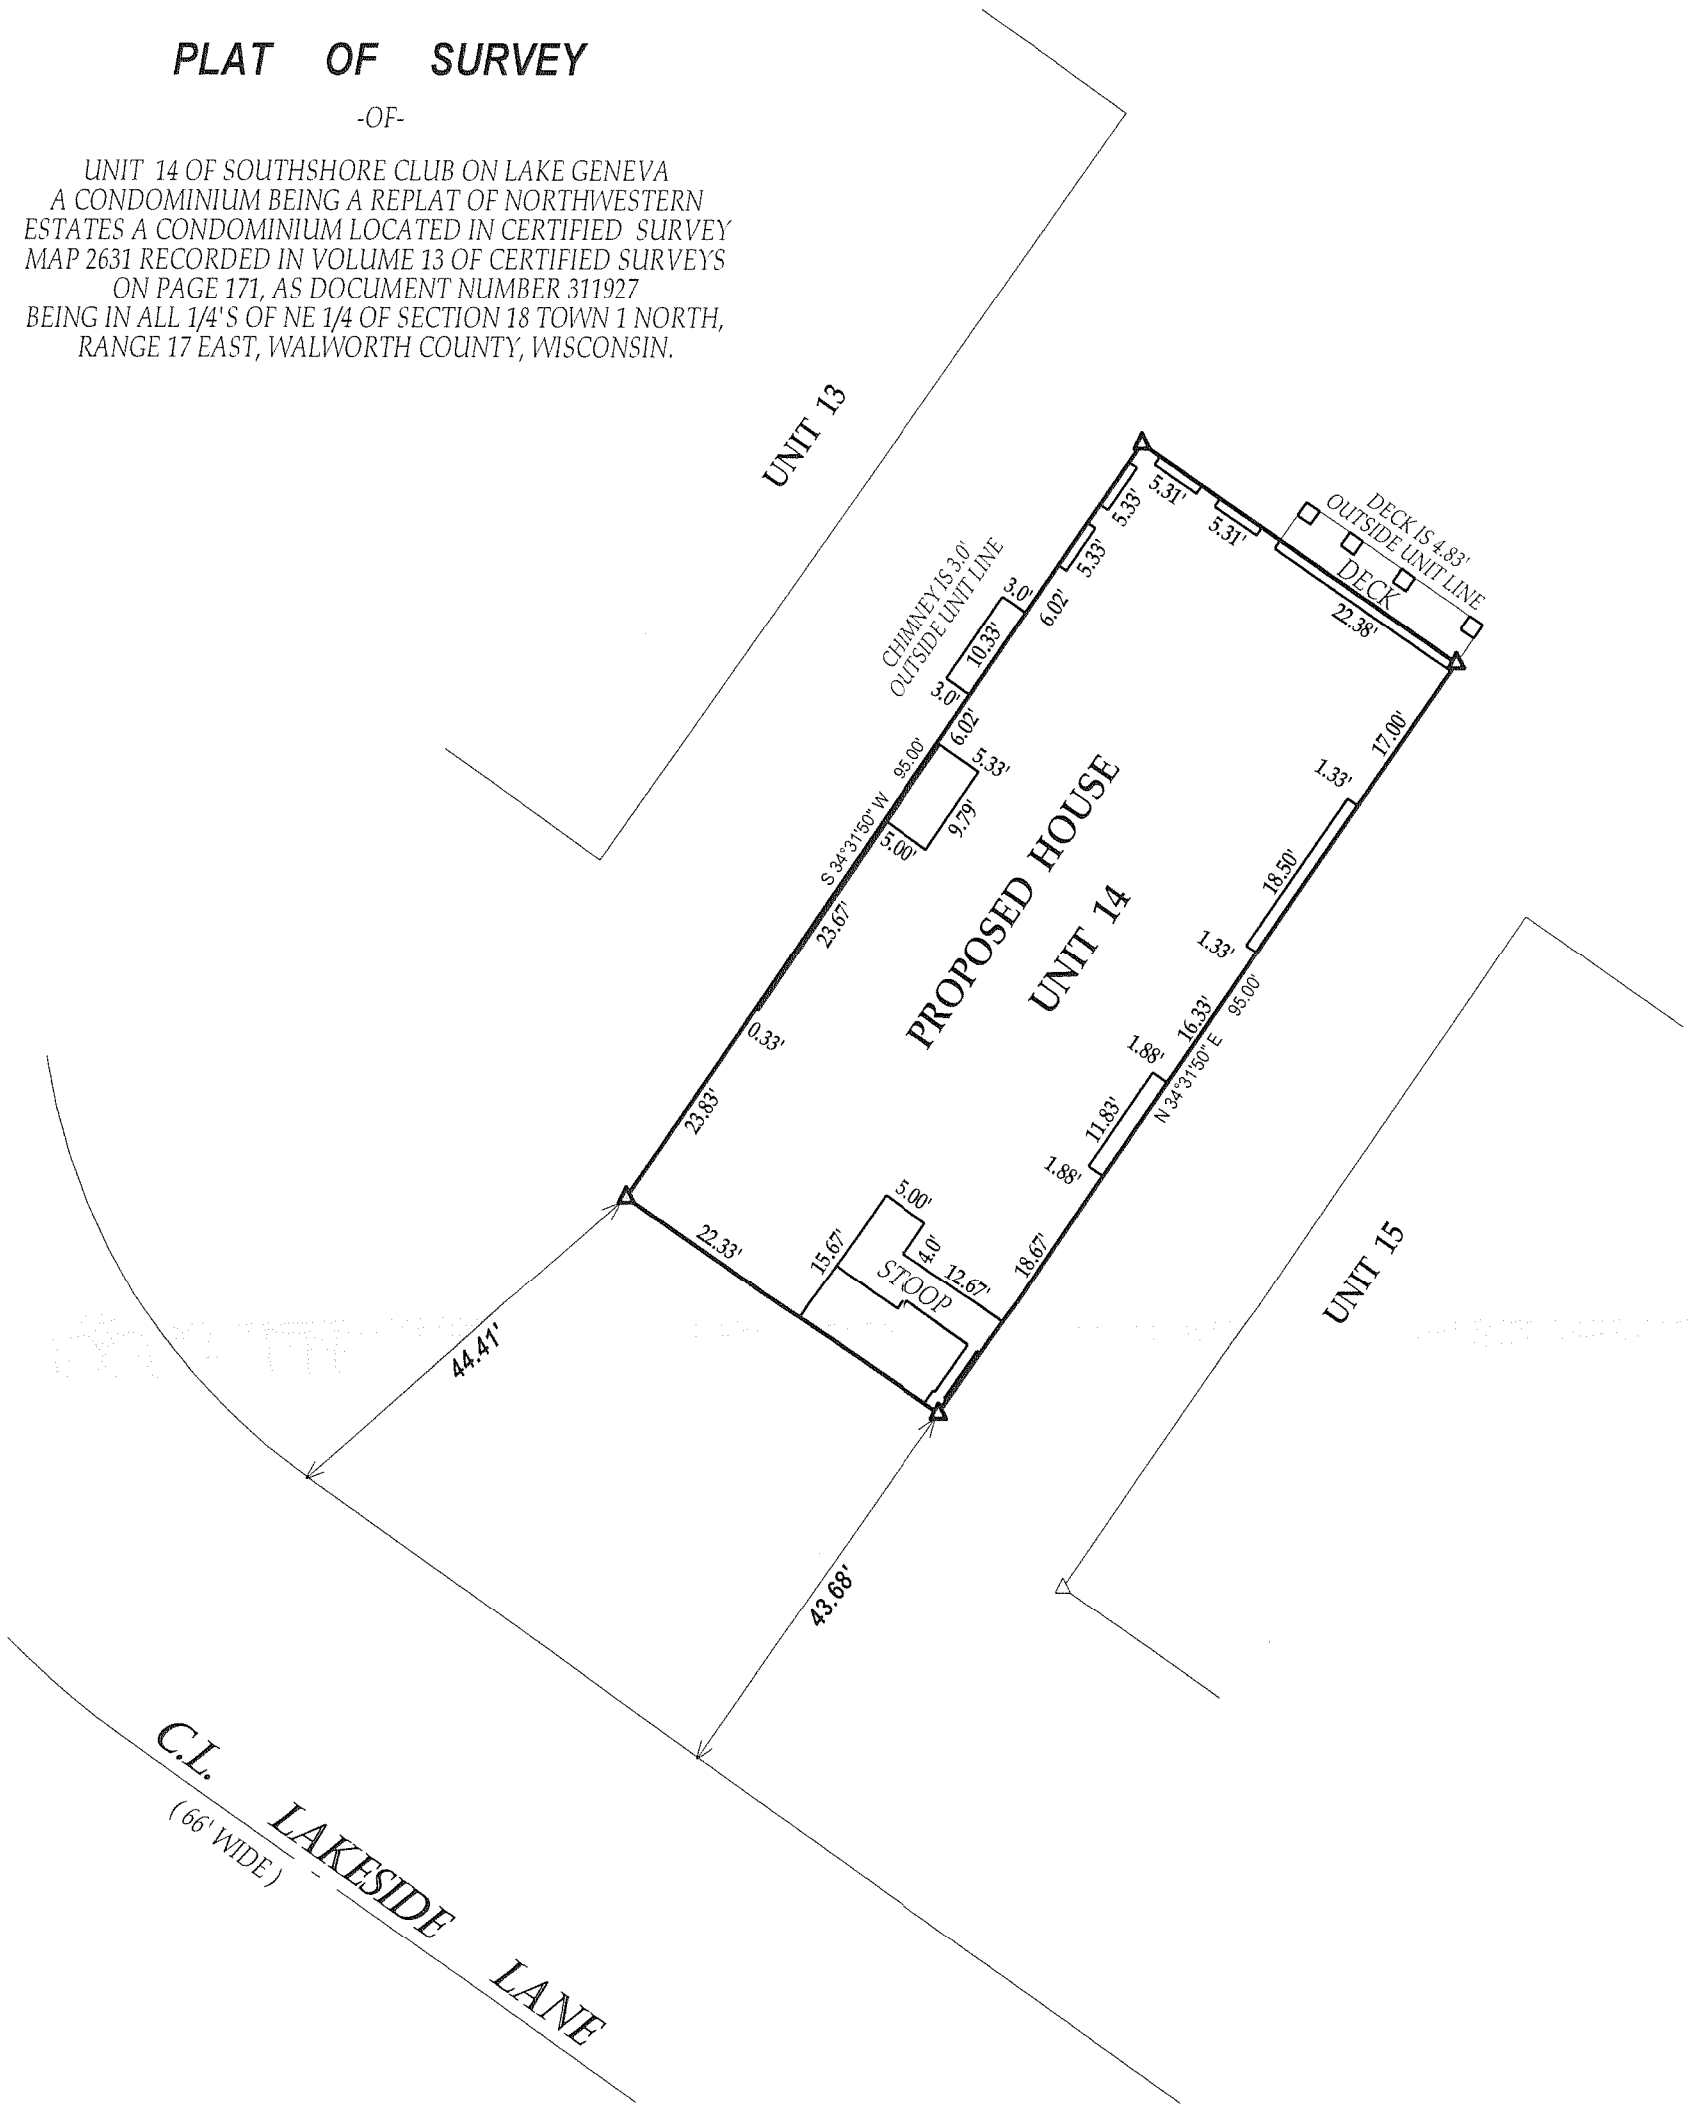 PLAT OF SURVEY
-OF-
UNIT 14 OF SOUTHSHORE CLUB ON LAKE GENEVA
A CONDOMINIUM BEING A REPLAT OF NORTHWESTERN
ESTATES A CONDOMINIUM LOCATED IN CERTIFIED SURVEY
MAP 2631 RECORDED IN VOLUME 13 OF CERTIFIED SURVEYS
ON PAGE 171, AS DOCUMENT NUMBER 311927
BEING IN ALL 1/4'S OF NE 1/4 OF SECTION 18 TOWN 1 NORTH,
RANGE 17 EAST, WALWORTH COUNTY, WISCONSIN.
UNIT 13
5.31'
5.33'
5.31'
5.33'
DECK IS 4.83'
OUTSIDE UNIT LINE
DECK
22.38'
CHIMNEY IS 3.0'
OUTSIDE UNIT LINE
3.0'
6.02'
10.33'
3.0'
6.02'
5.33'
9.79'
5.00'
S 34°31'50" W 95.00'
23.67'
0.33'
23.83'
17.00'
1.33'
18.50'
1.33'
PROPOSED HOUSE
UNIT 14
16.33'
N 34°31'50" E 95.00'
1.88'
11.83'
1.88'
18.67'
5.00'
4.0'
12.67'
15.67'
STOOP
22.33'
UNIT 15
44.41'
43.68'
C.L. LAKESIDE LANE
( 66' WIDE )